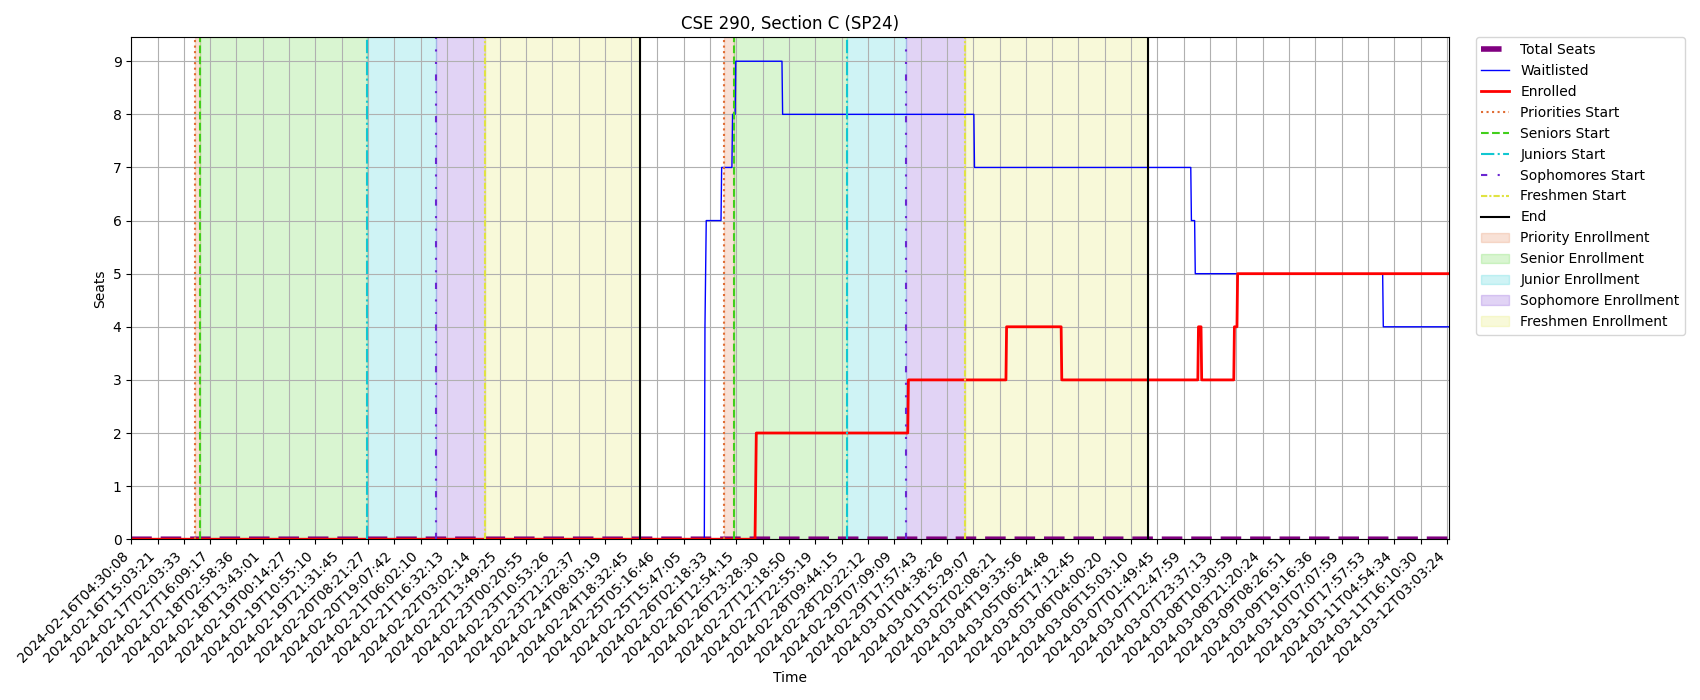 CSE 290, Section C (SP24)
Seats
9
8
7
6
5
4
3
2
1
0
2024-02-16T04:30:08
2024-02-16T15:03:21
2024-02-17T02:03:33
2024-02-17T16:09:17
2024-02-18T02:58:36
2024-02-18T13:43:01
2024-02-19T00:14:27
2024-02-19T10:55:10
2024-02-19T21:31:45
2024-02-20T08:21:27
2024-02-20T19:07:42
2024-02-21T06:02:10
2024-02-21T16:32:13
2024-02-22T03:02:14
2024-02-22T13:49:25
2024-02-23T00:20:55
2024-02-23T10:53:26
2024-02-23T21:22:37
2024-02-24T08:03:19
2024-02-24T18:32:45
2024-02-25T05:16:46
2024-02-25T15:47:05
2024-02-26T02:18:33
2024-02-26T12:54:15
2024-02-26T23:28:30
2024-02-27T12:18:50
2024-02-27T22:55:19
2024-02-28T09:44:15
2024-02-28T20:22:12
2024-02-29T07:09:09
2024-02-29T17:57:43
2024-03-01T04:38:26
2024-03-01T15:29:07
2024-03-02T02:08:21
2024-03-04T19:33:56
2024-03-05T06:24:48
2024-03-05T17:12:45
2024-03-06T04:00:20
2024-03-06T15:03:10
2024-03-07T01:49:45
2024-03-07T12:47:59
2024-03-07T23:37:13
2024-03-08T10:30:59
2024-03-08T21:20:24
2024-03-09T08:26:51
2024-03-09T19:16:36
2024-03-10T07:07:59
2024-03-10T17:57:53
2024-03-11T04:54:34
2024-03-11T16:10:30
2024-03-12T03:03:24
Time
Total Seats
Waitlisted
Enrolled
Priorities Start
Seniors Start
Juniors Start
Sophomores Start
Freshmen Start
End
Priority Enrollment
Senior Enrollment
Junior Enrollment
Sophomore Enrollment
Freshmen Enrollment